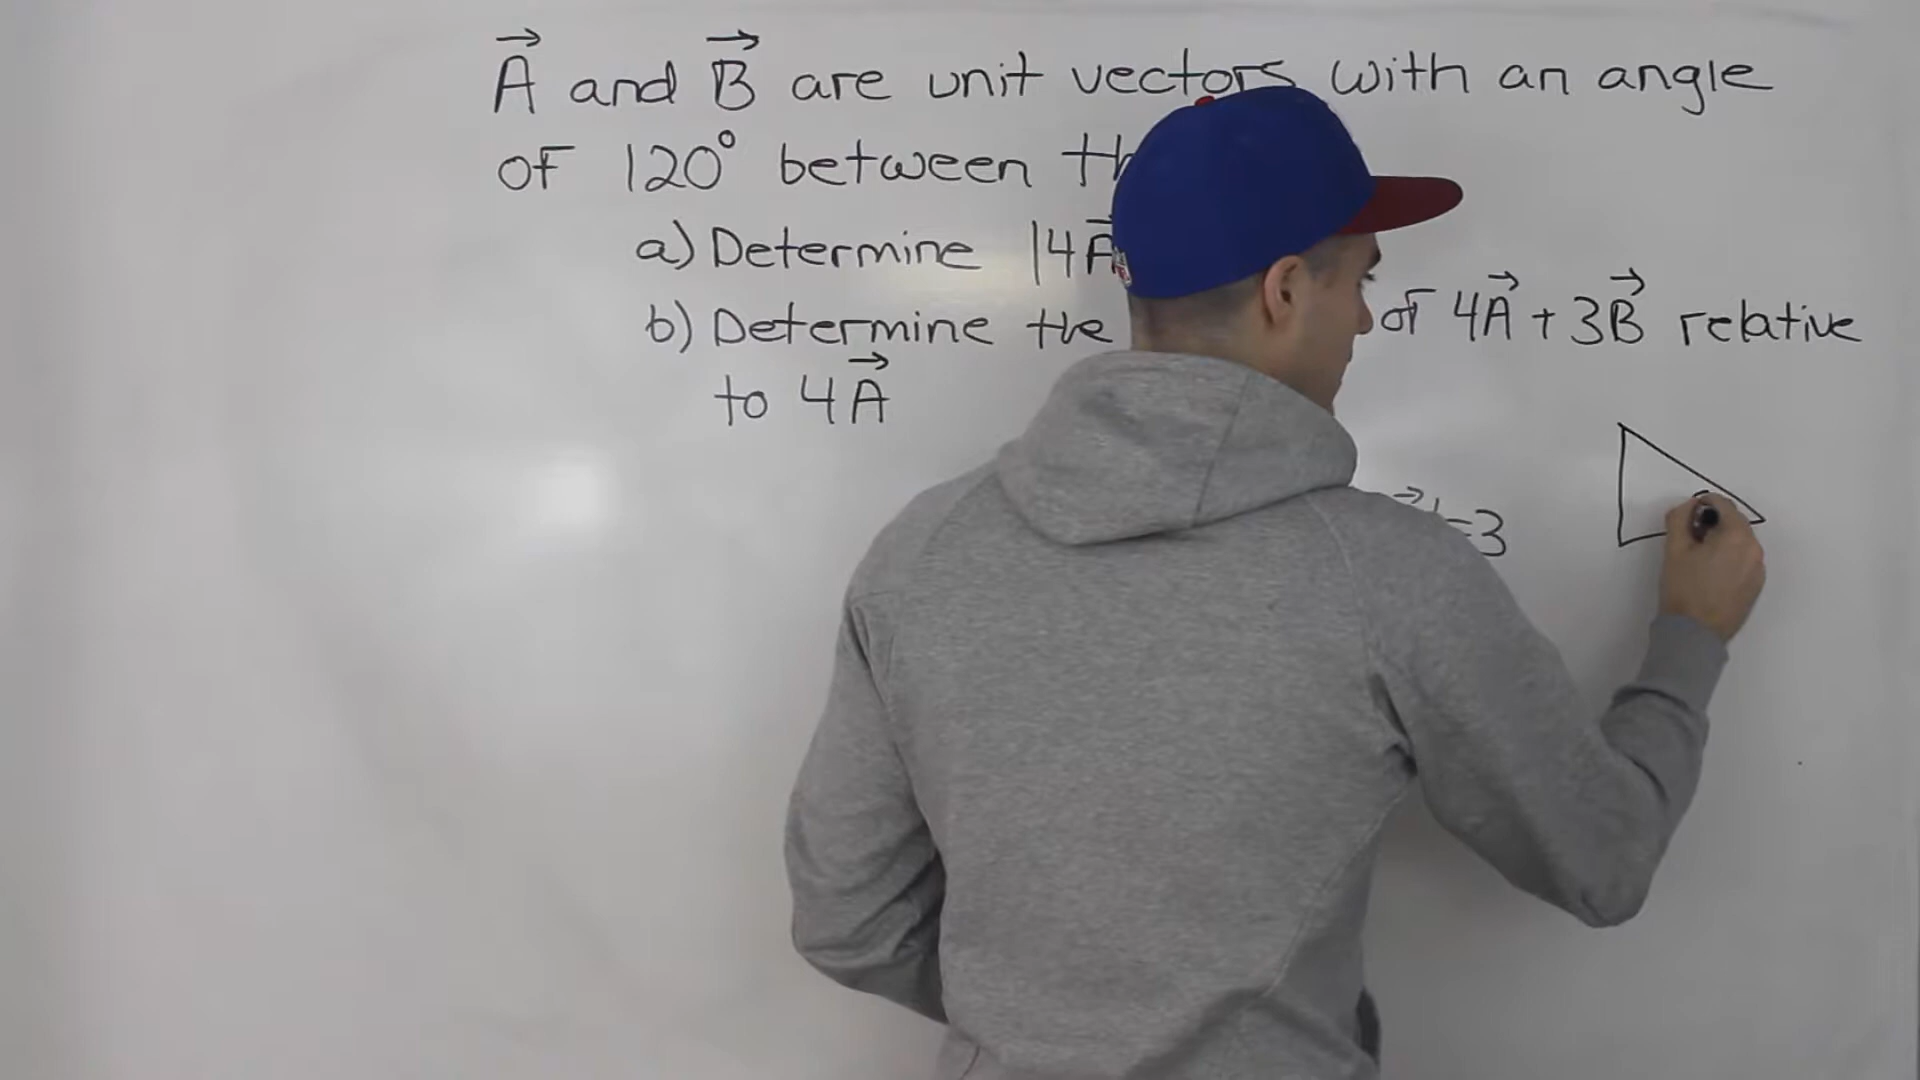 A⃗ and B⃗ are unit vectors with an angle
of 120° between
a) Determine |4A⃗
b) Determine the of 4A⃗ + 3B⃗ relative
to 4A⃗
=3